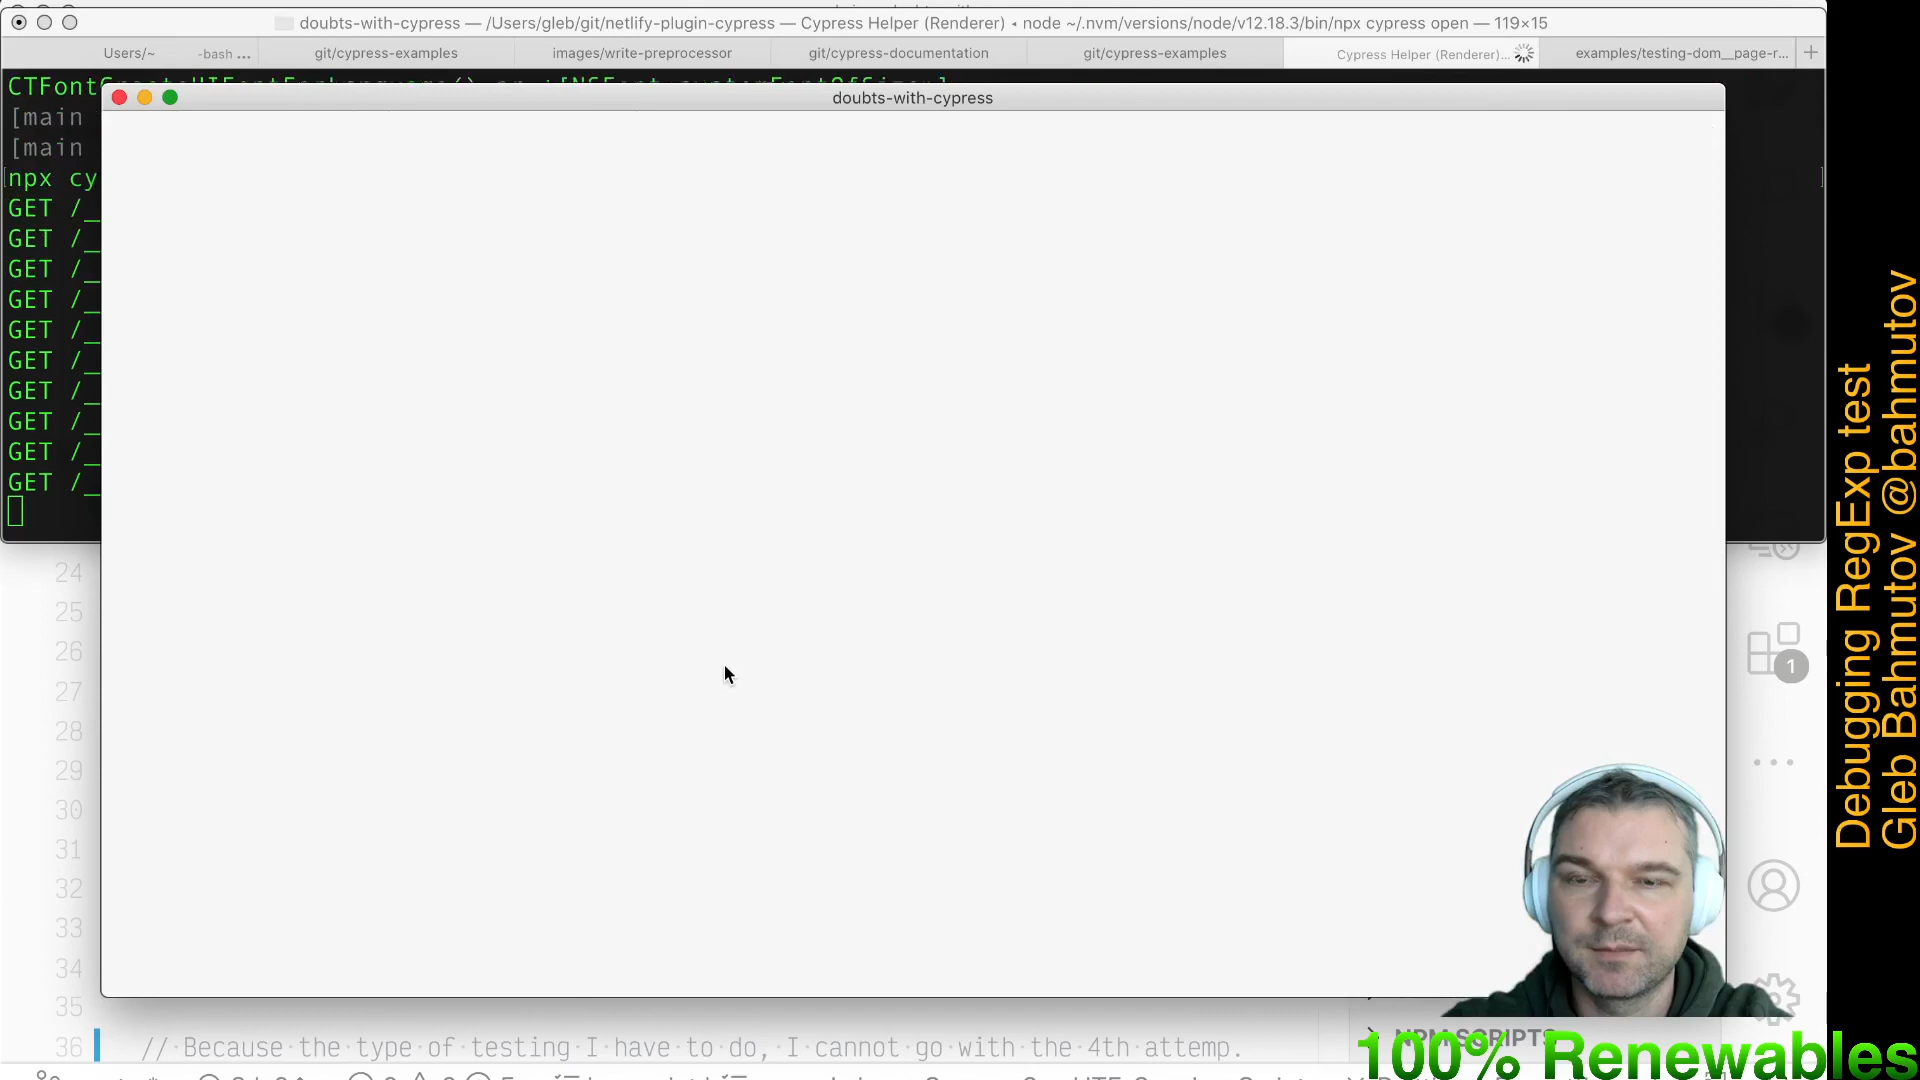 doubts-with-cypress — /Users/gleb/git/netlify-plugin-cypress — Cypress Helper (Renderer) ◂ node ~/.nvm/versions/node/v12.18.3/bin/npx cypress open — 119×15
Users/~ -bash ... git/cypress-examples images/write-preprocessor git/cypress-documentation git/cypress-examples Cypress Helper (Renderer)... examples/testing-dom__page-r... +
doubts-with-cypress
[main
[main
npx cy
GET /_
GET /_
GET /_
GET /_
GET /_
GET /_
GET /_
GET /_
GET /_
GET /_
24
25
26
27
28
29
30
31
32
33
34
35
36 // Because the type of testing I have to do, I cannot go with the 4th attemp.
1
NPM SCRIPTS
100% Renewables
Debugging RegExp test
Gleb Bahmutov @bahmutov